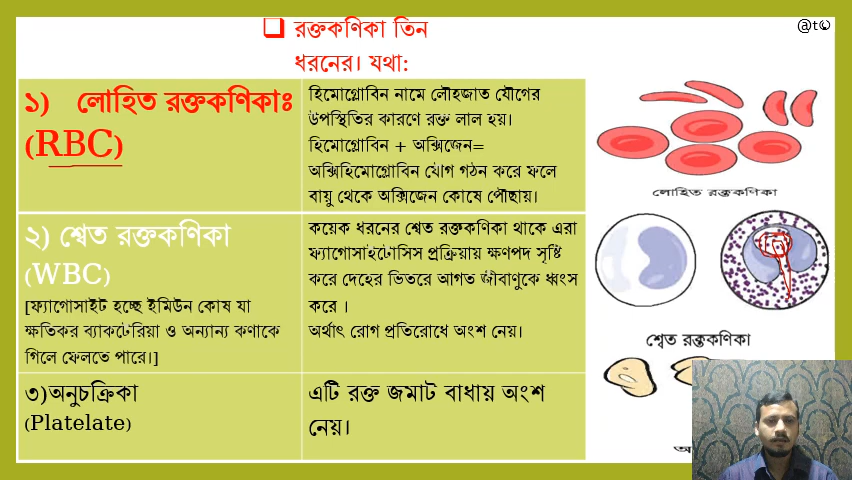 @t
❑ রক্তকণিকা তিন
ধরনের। যথা:
১) লোহিত রক্তকণিকাঃ
(RBC)
হিমোগ্লোবিন নামে লৌহজাত যৌগের
উপস্থিতির কারণে রক্ত লাল হয়।
হিমোগ্লোবিন + অক্সিজেন=
অক্সিহিমোগ্লোবিন যৌগ গঠন করে ফলে
বায়ু থেকে অক্সিজেন কোষে পৌছায়।
লোহিত রক্তকণিকা
২) শ্বেত রক্তকণিকা
(WBC)
[ফ্যাগোসাইট হচ্ছে ইমিউন কোষ যা
ক্ষতিকর ব্যাকটেরিয়া ও অন্যান্য কণাকে
গিলে ফেলতে পারে।]
কয়েক ধরনের শ্বেত রক্তকণিকা থাকে এরা
ফ্যাগোসাইটোসিস প্রক্রিয়ায় ক্ষণপদ সৃষ্টি
করে দেহের ভিতরে আগত জীবাণুকে ধ্বংস
করে ।
অর্থাৎ রোগ প্রতিরোধে অংশ নেয়।
শ্বেত রক্তকণিকা
৩)অনুচক্রিকা
(Platelate)
এটি রক্ত জমাট বাধায় অংশ
নেয়।